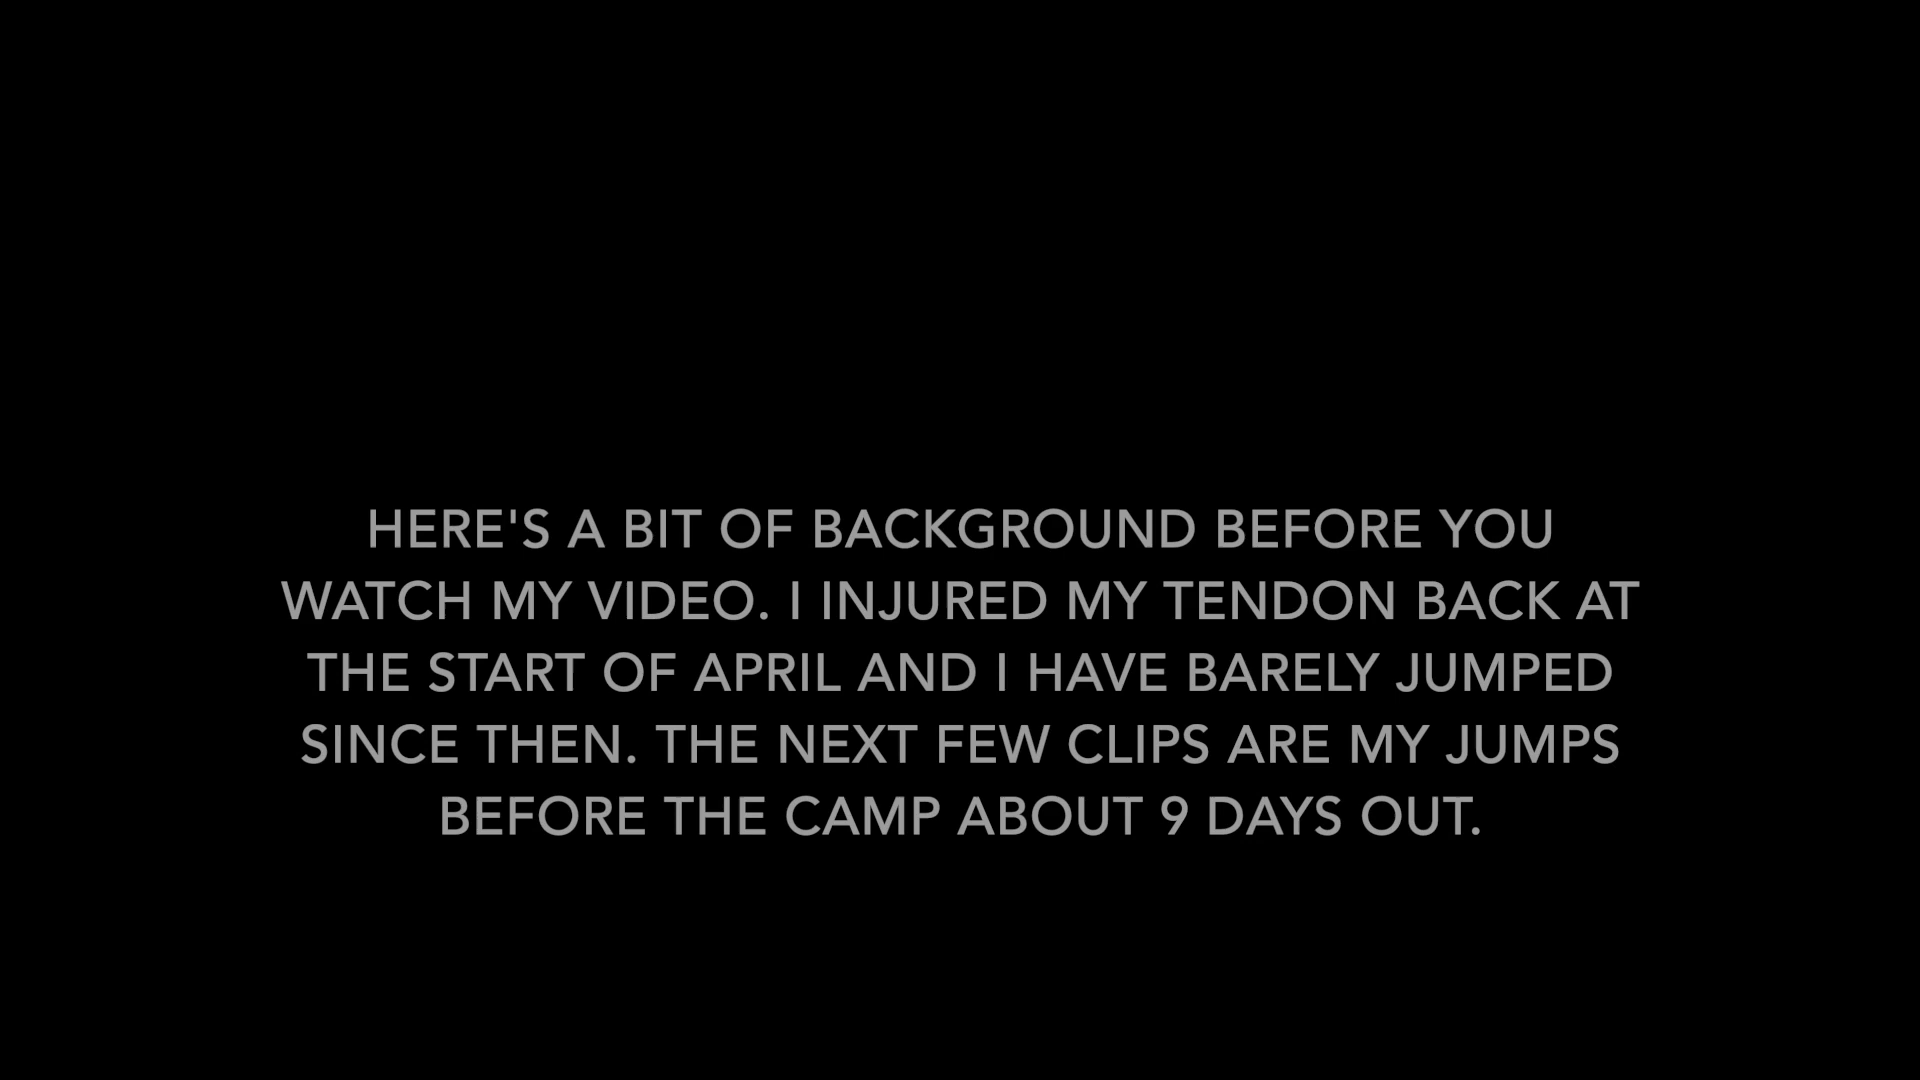 HERE'S A BIT OF BACKGROUND BEFORE YOU
WATCH MY VIDEO. I INJURED MY TENDON BACK AT
THE START OF APRIL AND I HAVE BARELY JUMPED
SINCE THEN. THE NEXT FEW CLIPS ARE MY JUMPS
BEFORE THE CAMP ABOUT 9 DAYS OUT.